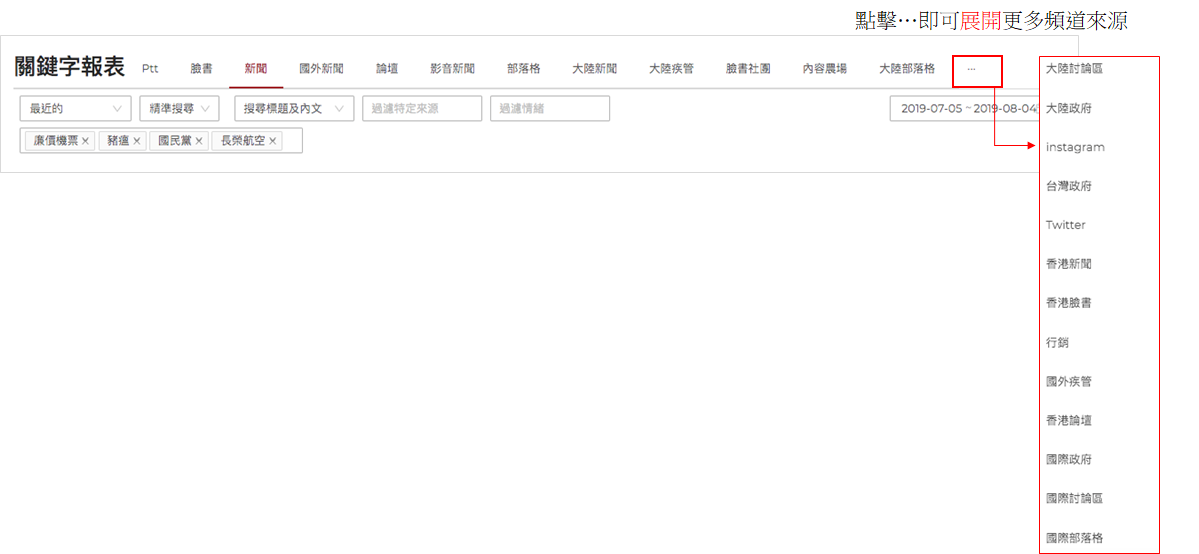 點擊…即可展開更多頻道來源
關鍵字報表 Ptt 臉書 新聞 國外新聞 論壇 影音新聞 部落格 大陸新聞 大陸疾管 臉書社團 內容農場 大陸部落格 ...
最近的 精準搜尋 搜尋標題及內文 過濾特定來源 過濾情緒 2019-07-05 ~ 2019-08-04
廉價機票 × 豬瘟 × 國民黨 × 長榮航空 ×
大陸討論區
大陸政府
instagram
台灣政府
Twitter
香港新聞
香港臉書
行銷
國外疾管
香港論壇
國際政府
國際討論區
國際部落格